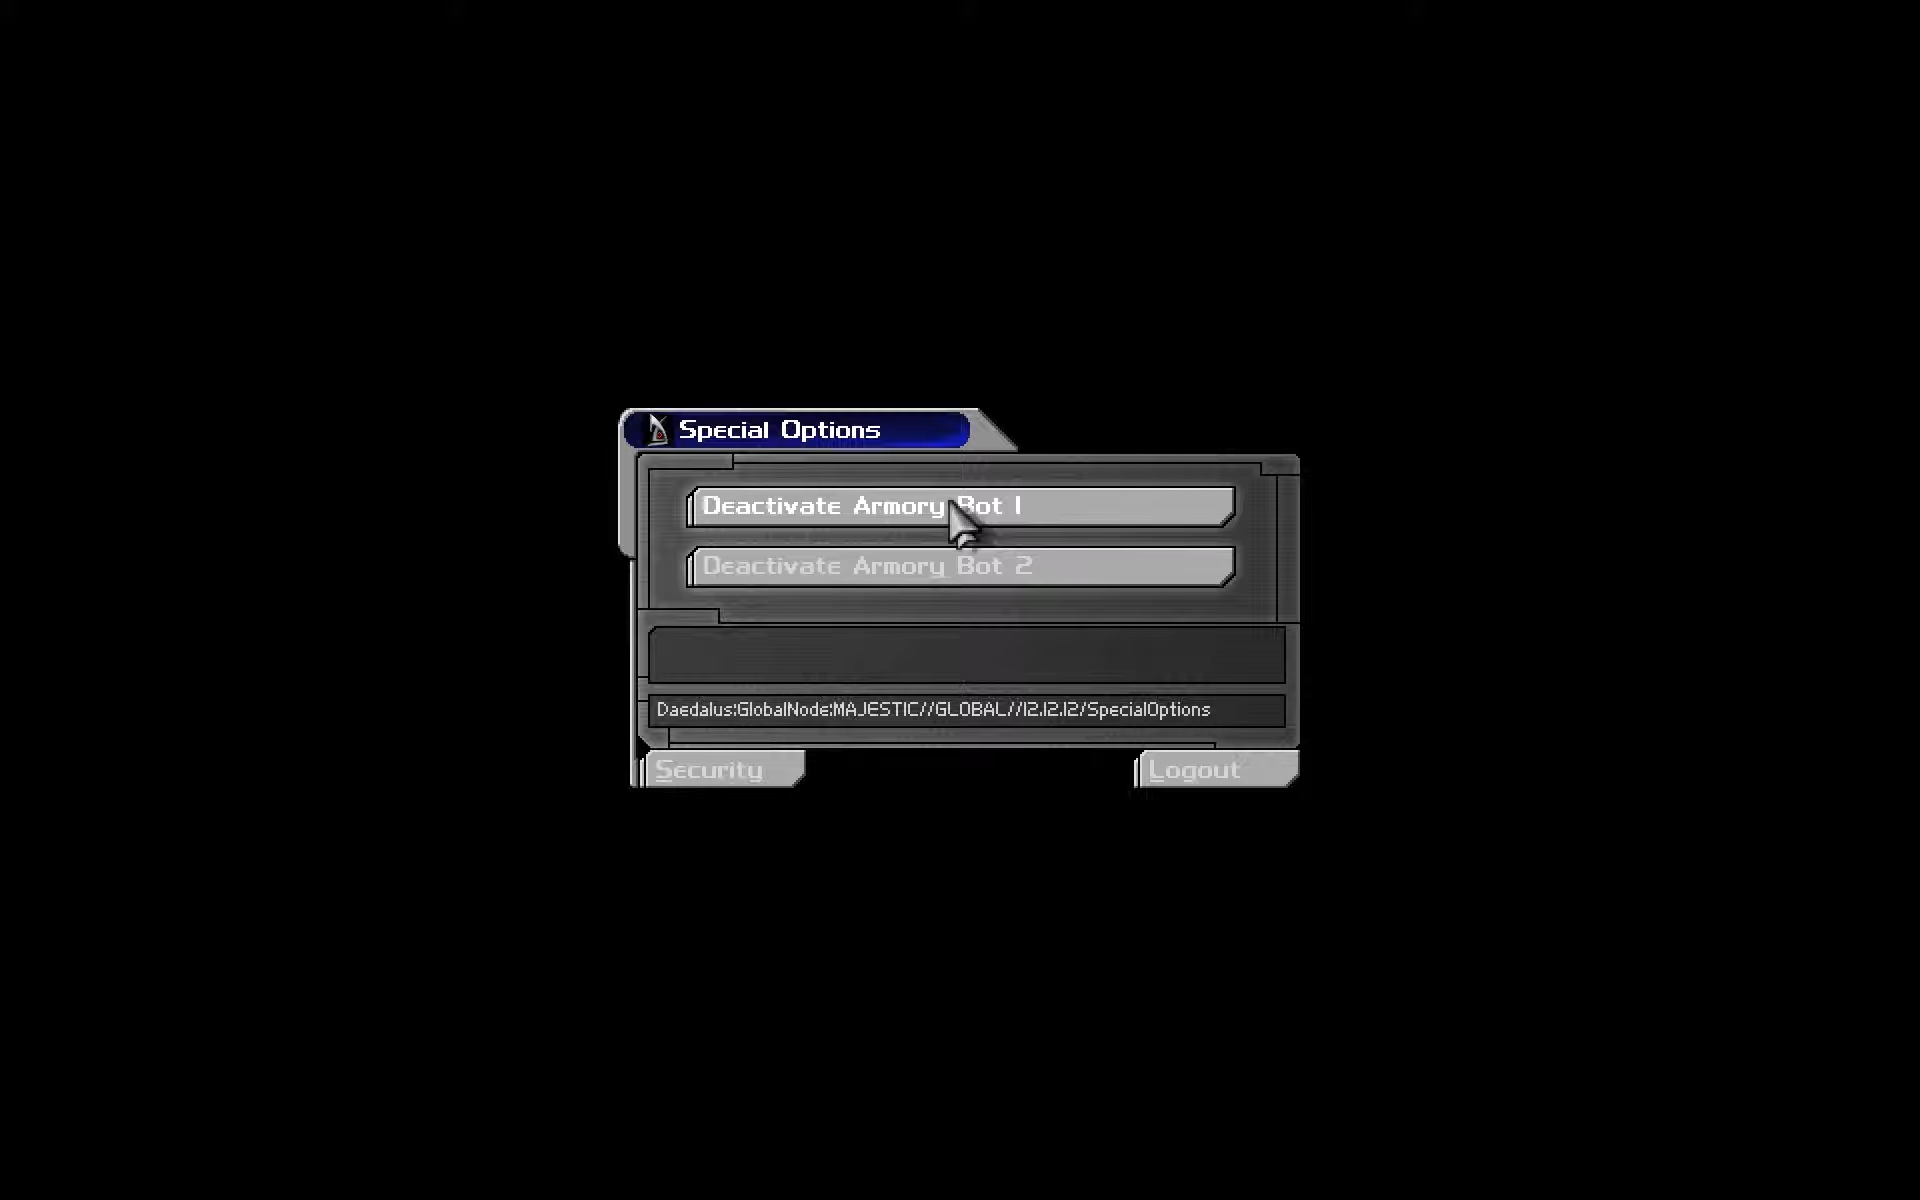 Special Options
Deactivate Armory Bot 1
Deactivate Armory Bot 2
Daedalus:GlobalNode:MAJESTIC//GLOBAL//12.12.12/SpecialOptions
Security
Logout